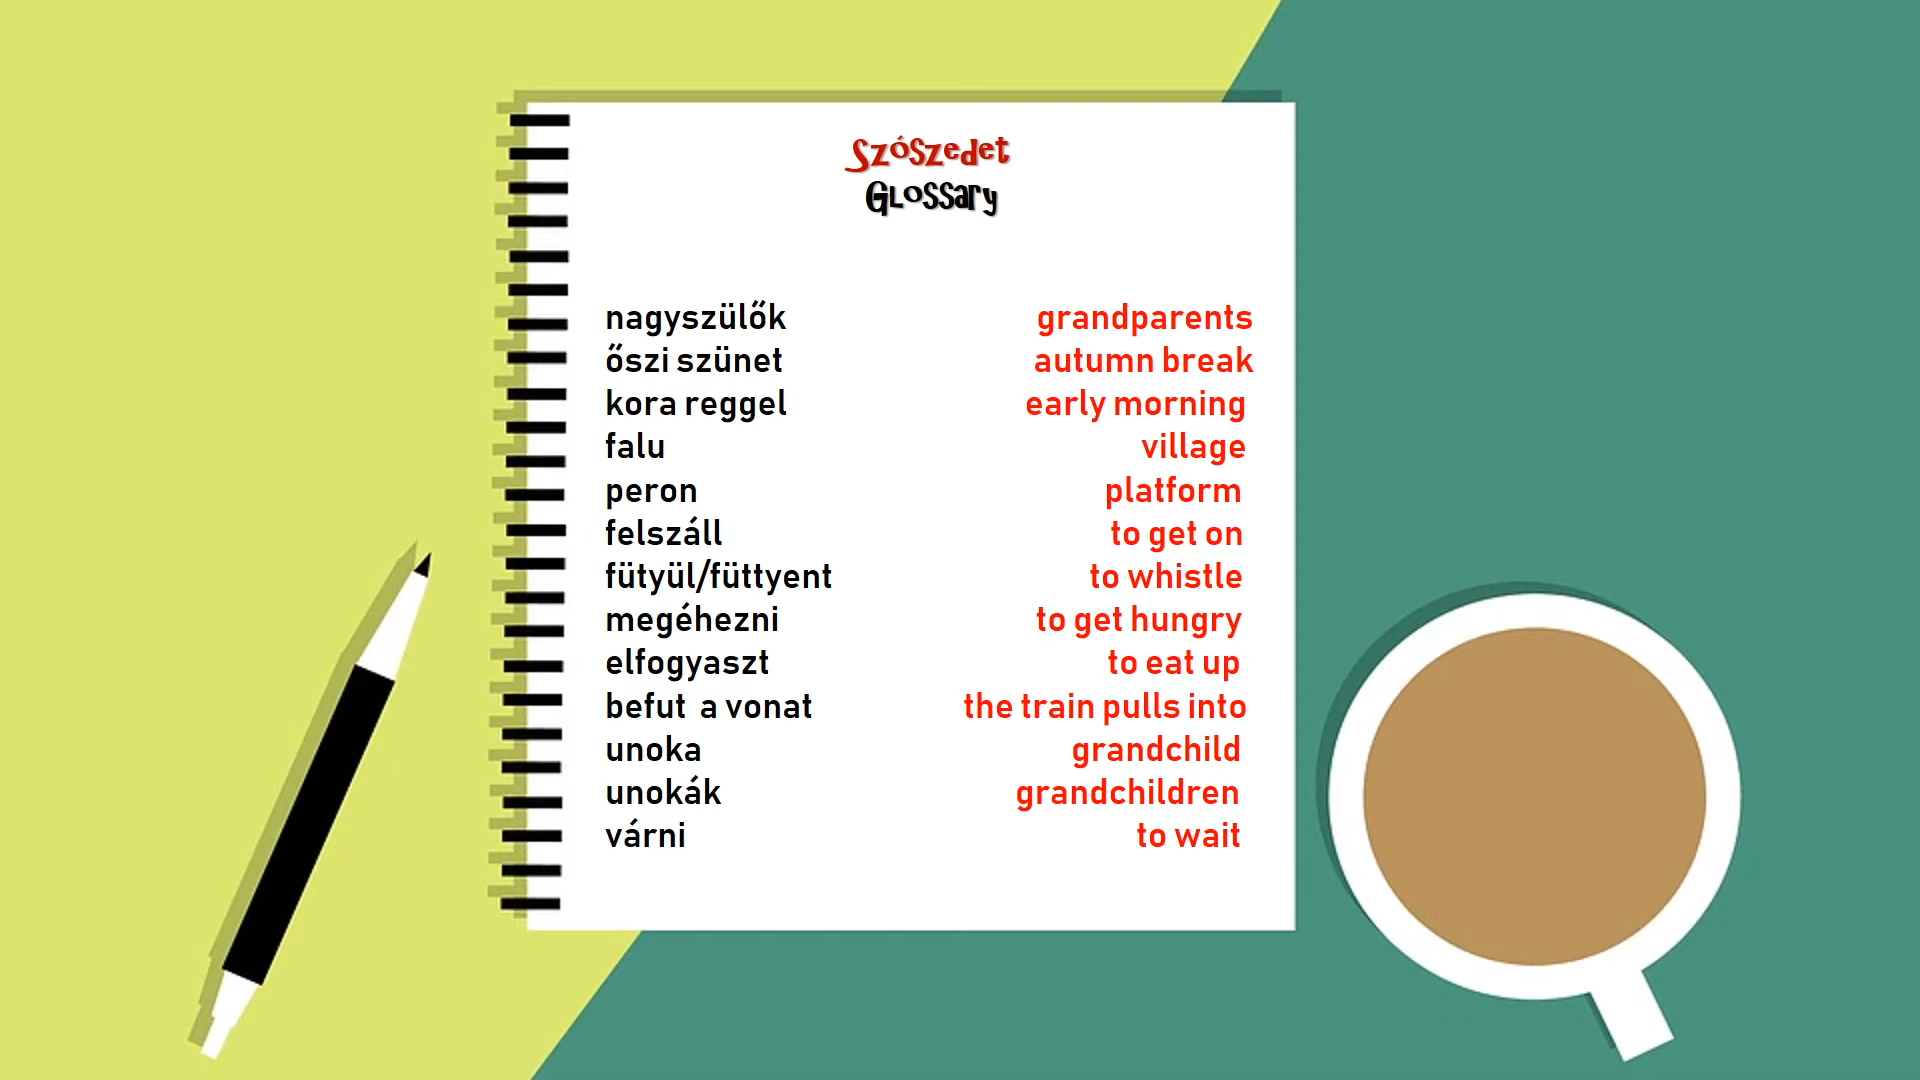 Szószedet
Glossary
nagyszülők grandparents
őszi szünet autumn break
kora reggel early morning
falu village
peron platform
felszáll to get on
fütyül/füttyent to whistle
megéhezni to get hungry
elfogyaszt to eat up
befut a vonat the train pulls into
unoka grandchild
unokák grandchildren
várni to wait